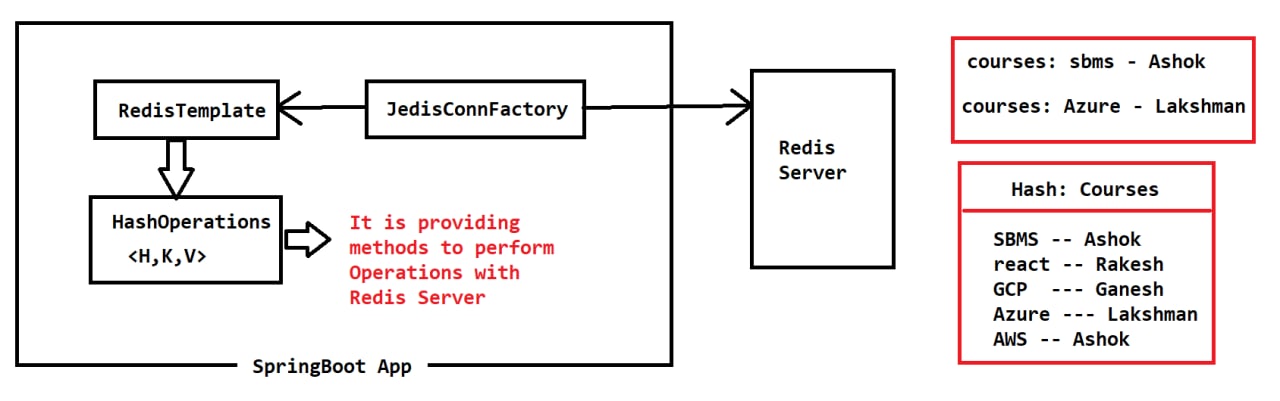 RedisTemplate
JedisConnFactory
HashOperations
<H,K,V>
It is providing
methods to perform
Operations with
Redis Server
SpringBoot App
Redis
Server
courses: sbms - Ashok
courses: Azure - Lakshman
Hash: Courses
SBMS -- Ashok
react -- Rakesh
GCP --- Ganesh
Azure --- Lakshman
AWS -- Ashok